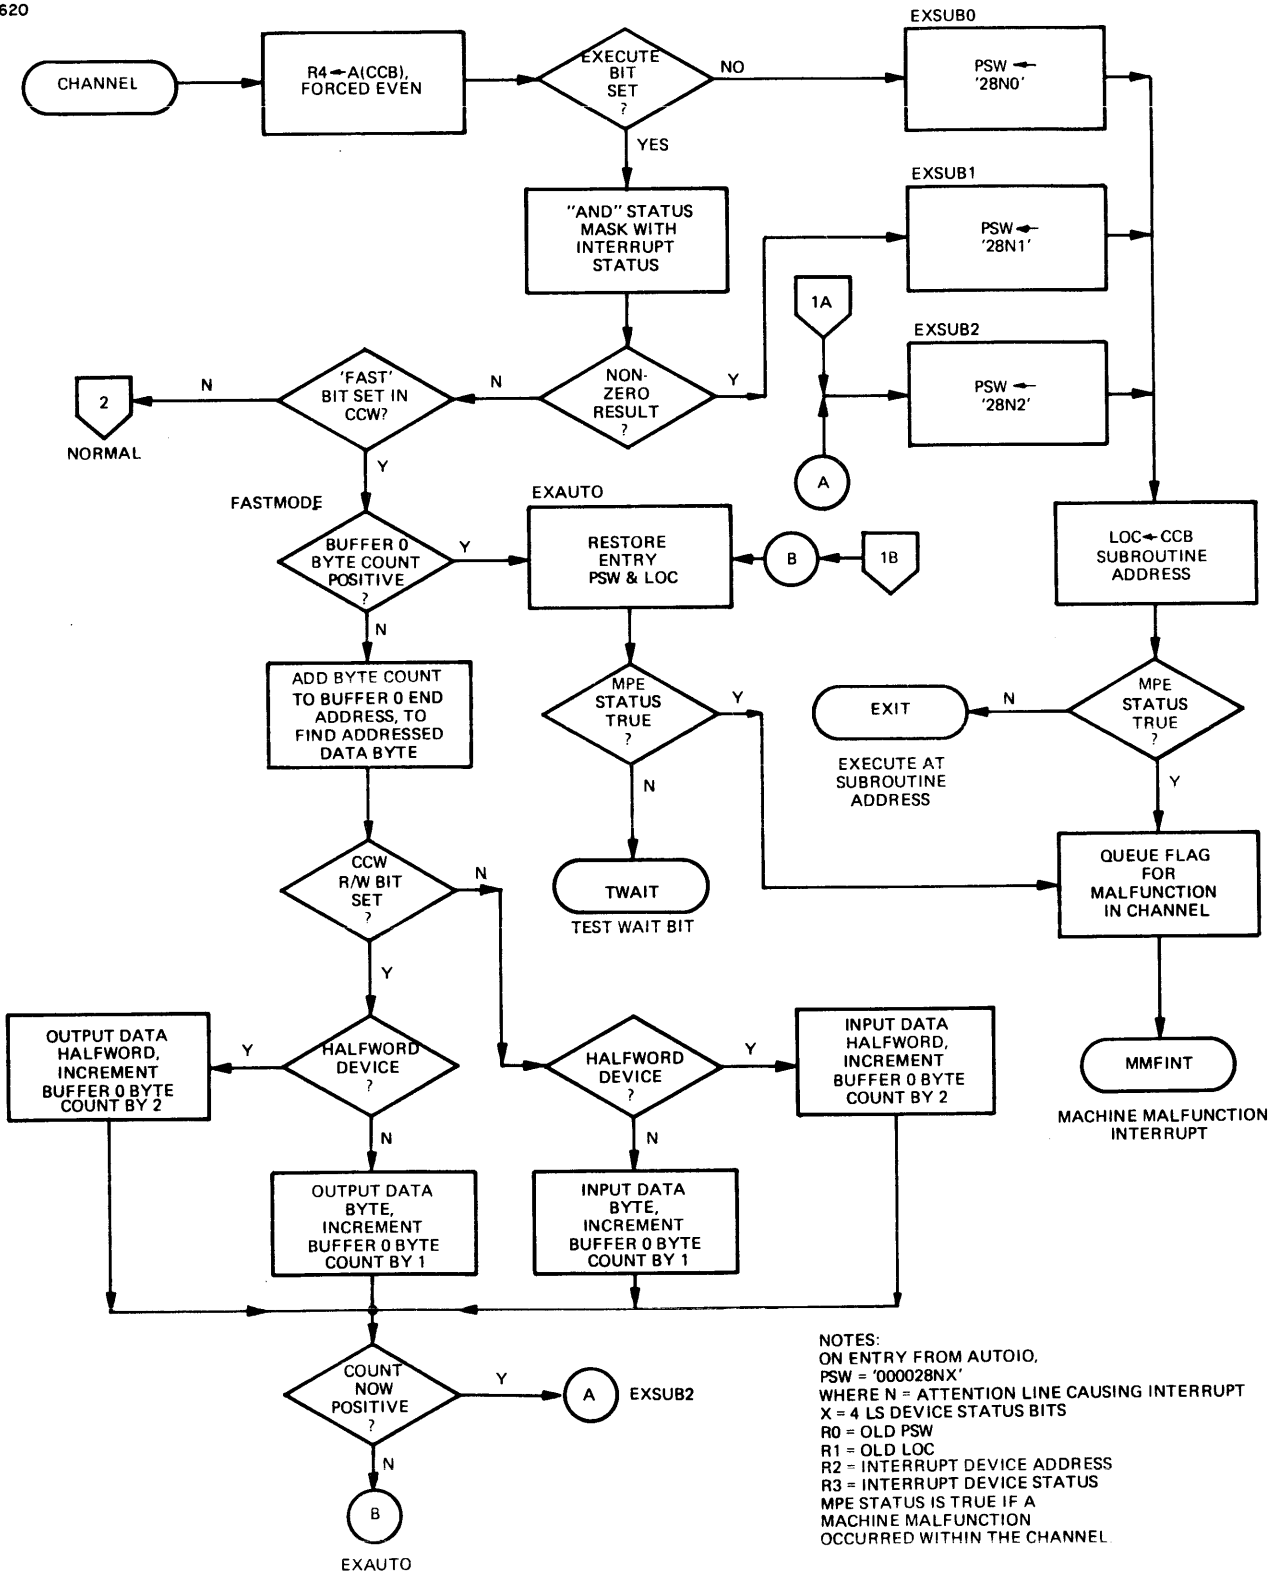 620
CHANNEL
R4←A(CCB),
FORCED EVEN
EXECUTE
BIT
SET
?
NO
YES
EXSUB0
PSW ←
'28N0'
"AND" STATUS
MASK WITH
INTERRUPT
STATUS
EXSUB1
PSW ←
'28N1'
1A
EXSUB2
PSW ←
'28N2'
A
NON-
ZERO
RESULT
?
Y
N
'FAST'
BIT SET IN
CCW?
N
Y
2
NORMAL
FASTMODE
BUFFER 0
BYTE COUNT
POSITIVE
?
Y
N
EXAUTO
RESTORE
ENTRY
PSW & LOC
B
1B
LOC←CCB
SUBROUTINE
ADDRESS
ADD BYTE COUNT
TO BUFFER 0 END
ADDRESS, TO
FIND ADDRESSED
DATA BYTE
MPE
STATUS
TRUE
?
Y
N
TWAIT
TEST WAIT BIT
MPE
STATUS
TRUE
?
N
Y
EXIT
EXECUTE AT
SUBROUTINE
ADDRESS
QUEUE FLAG
FOR
MALFUNCTION
IN CHANNEL
MMFINT
MACHINE MALFUNCTION
INTERRUPT
CCW
R/W BIT
SET
?
N
Y
HALFWORD
DEVICE
?
Y
N
OUTPUT DATA
HALFWORD,
INCREMENT
BUFFER 0 BYTE
COUNT BY 2
HALFWORD
DEVICE
?
Y
N
INPUT DATA
HALFWORD,
INCREMENT
BUFFER 0 BYTE
COUNT BY 2
OUTPUT DATA
BYTE,
INCREMENT
BUFFER 0 BYTE
COUNT BY 1
INPUT DATA
BYTE,
INCREMENT
BUFFER 0 BYTE
COUNT BY 1
COUNT
NOW
POSITIVE
?
Y
N
A
EXSUB2
B
EXAUTO
NOTES:
ON ENTRY FROM AUTOIO,
PSW = '000028NX'
WHERE N = ATTENTION LINE CAUSING INTERRUPT
X = 4 LS DEVICE STATUS BITS
R0 = OLD PSW
R1 = OLD LOC
R2 = INTERRUPT DEVICE ADDRESS
R3 = INTERRUPT DEVICE STATUS
MPE STATUS IS TRUE IF A
MACHINE MALFUNCTION
OCCURRED WITHIN THE CHANNEL.